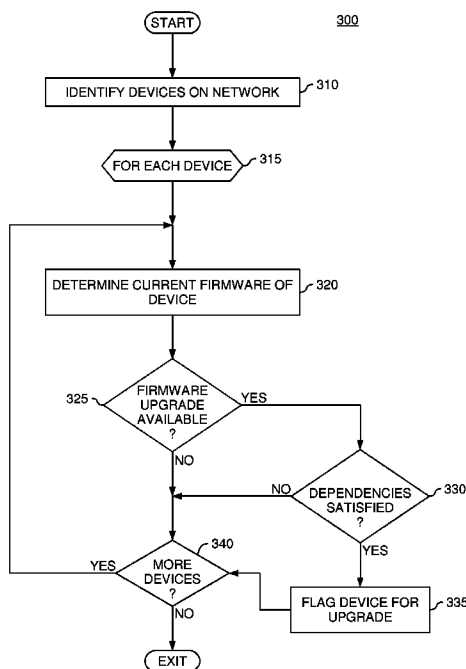 START
300
IDENTIFY DEVICES ON NETWORK
310
FOR EACH DEVICE
315
DETERMINE CURRENT FIRMWARE OF
DEVICE
320
325
FIRMWARE
UPGRADE
AVAILABLE
?
YES
NO
NO
DEPENDENCIES
SATISFIED
?
330
YES
340
YES
MORE
DEVICES
?
NO
FLAG DEVICE FOR
UPGRADE
335
EXIT